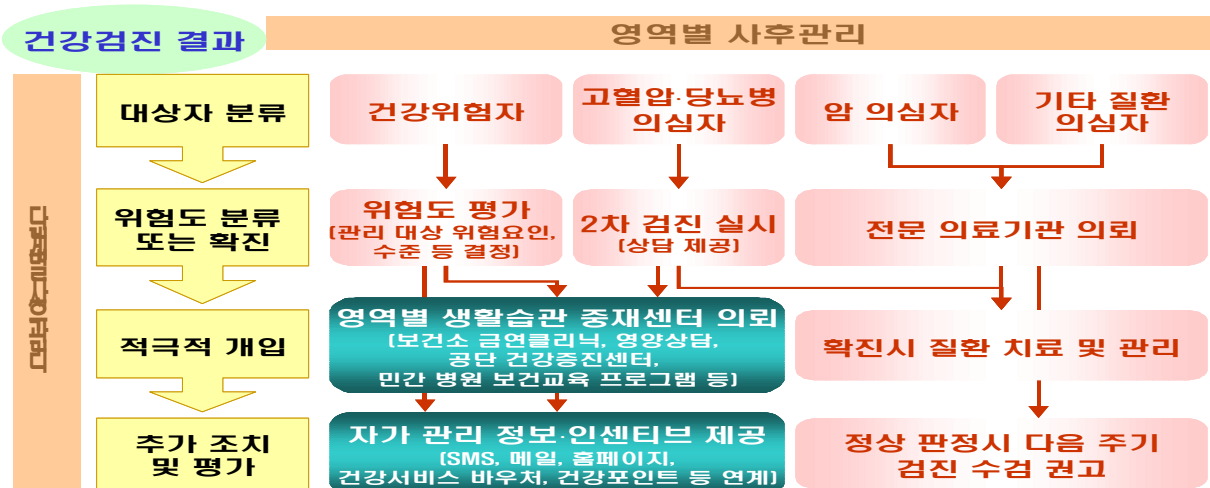 건강검진 결과
영역별 사후관리
대상자 분류
건강위험자
고혈압·당뇨병
의심자
암 의심자
기타 질환
의심자
위험도 분류
또는 확진
위험도 평가
(관리 대상 위험요인,
수준 등 결정)
2차 검진 실시
(상담 제공)
전문 의료기관 의뢰
적극적 개입
영역별 생활습관 중재센터 의뢰
(보건소 금연클리닉, 영양상담,
공단 건강증진센터,
민간 병원 보건교육 프로그램 등)
확진시 질환 치료 및 관리
추가 조치
및 평가
자가 관리 정보·인센티브 제공
(SMS, 메일, 홈페이지,
건강서비스 바우처, 건강포인트 등 연계)
정상 판정시 다음 주기
검진 수검 권고